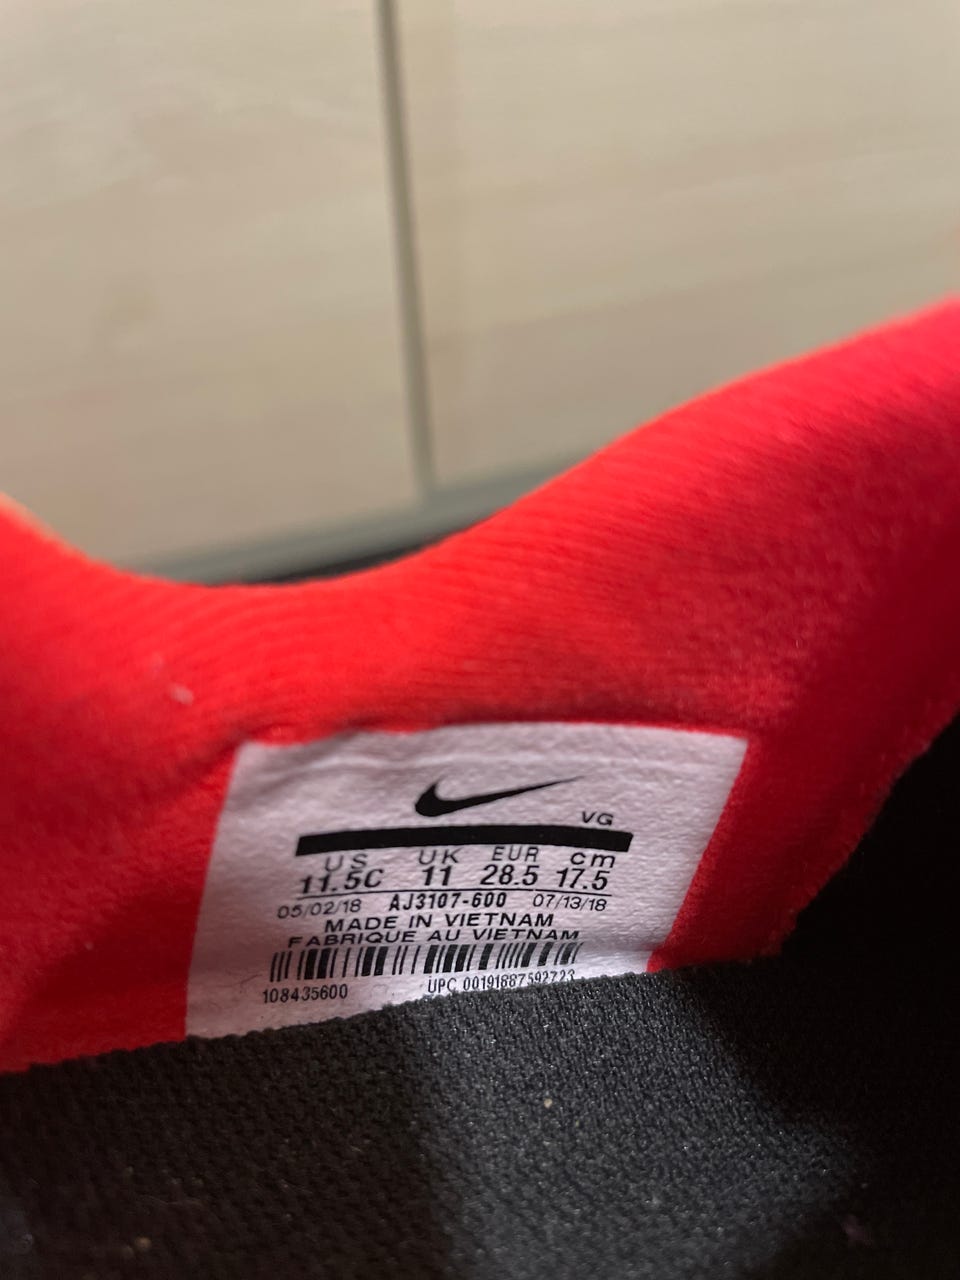 VG
US UK EUR cm
11.5C 11 28.5 17.5
05/02/18 AJ3107-600 07/13/18
MADE IN VIETNAM
FABRIQUE AU VIETNAM
108435600 UPC 00191887592723